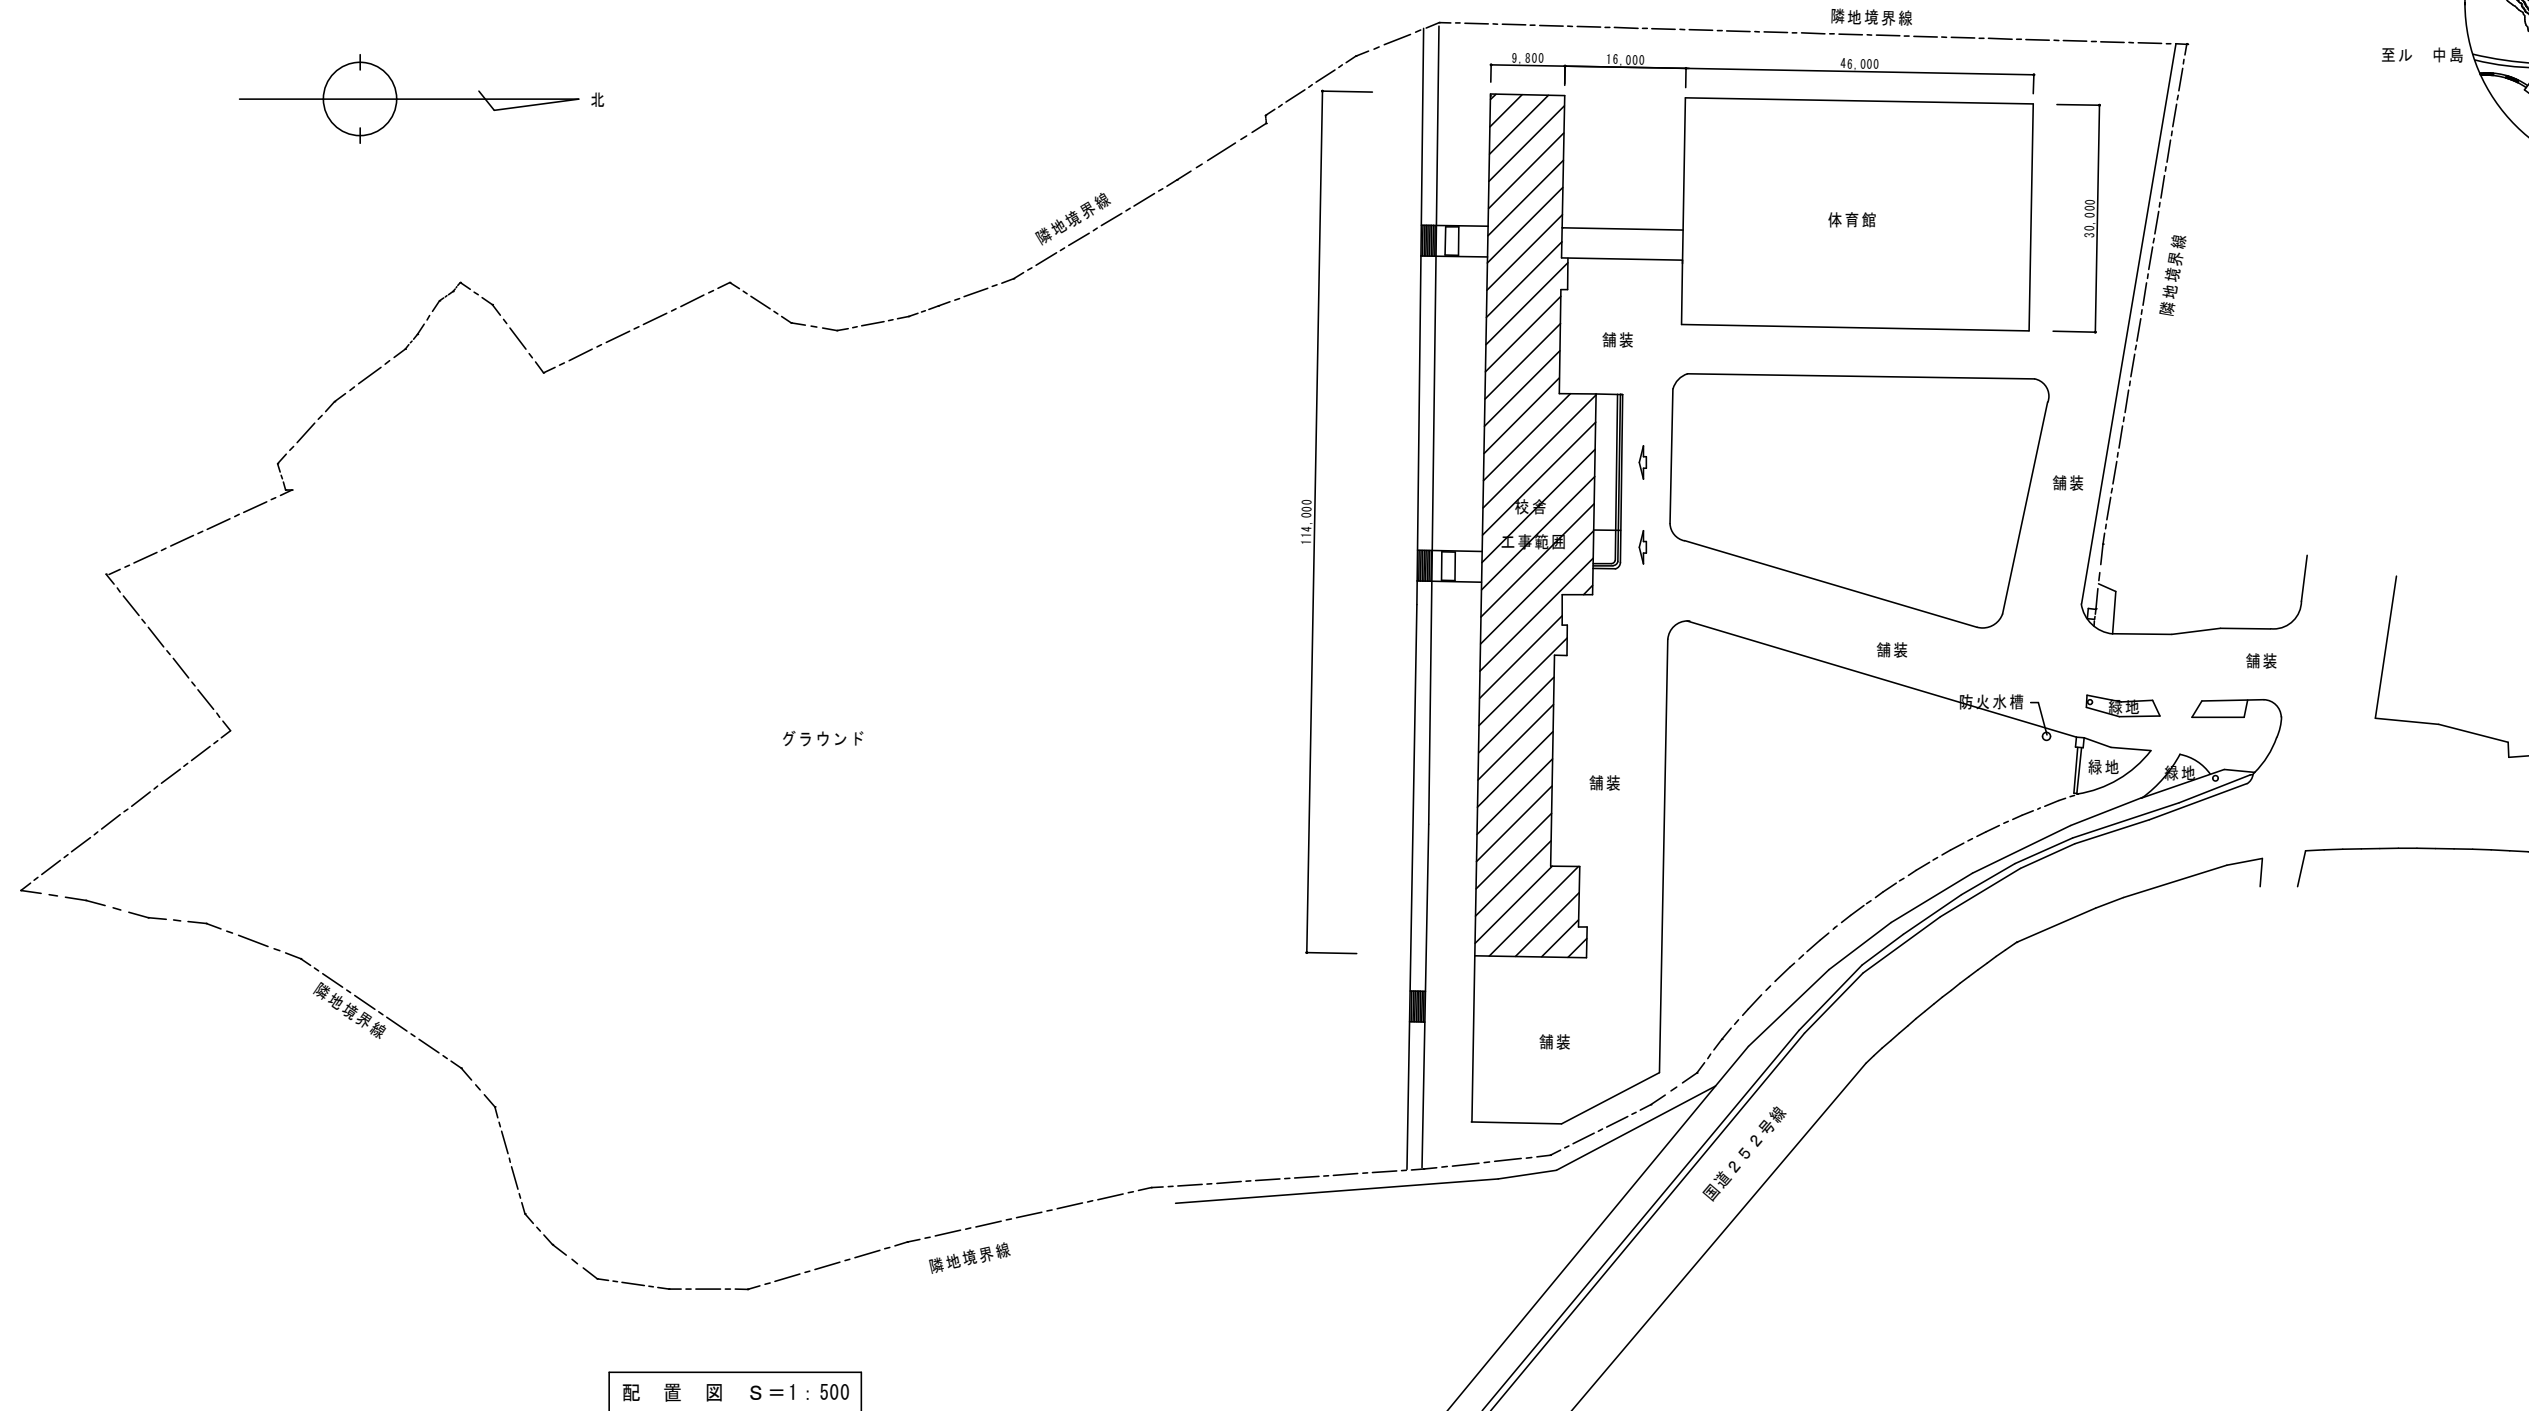 隣地境界線
至ル　中島
9,800
16,000
46,000
北
隣地境界線
体育館
30,000
隣地境界線
舗装
舗装
114,000
校舎
工事範囲
舗装
舗装
防火水槽
緑地
グラウンド
緑地
緑地
舗装
隣地境界線
舗装
国道２５２号線
隣地境界線
配　置　図　Ｓ＝1：500